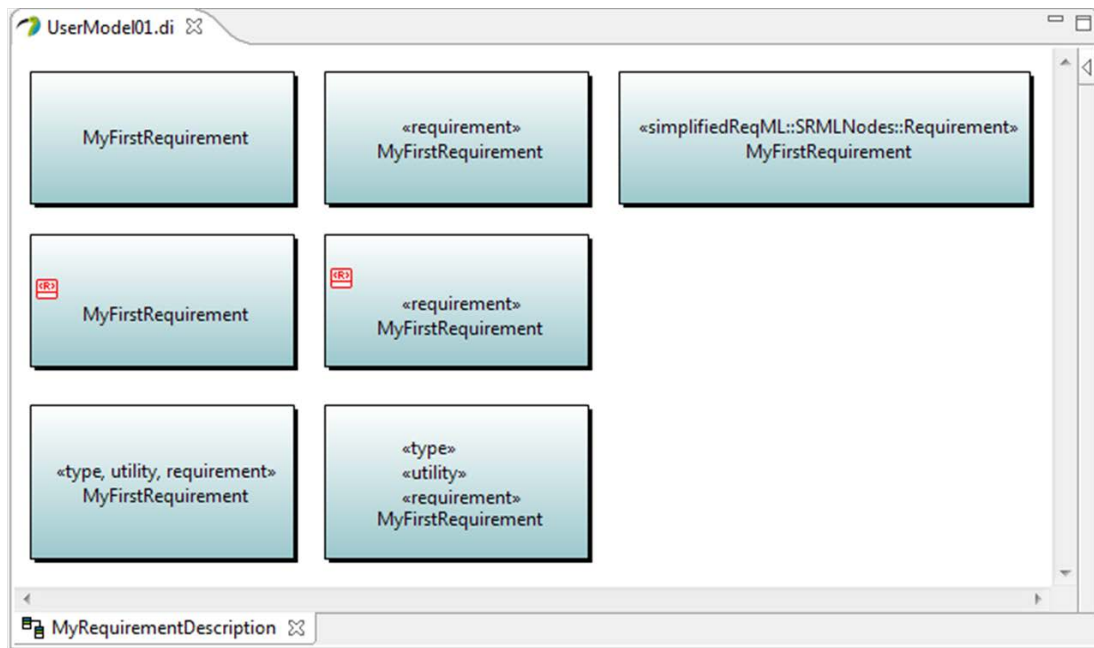 UserModel01.di
MyFirstRequirement
«requirement»
MyFirstRequirement
«simplifiedReqML::SRMLNodes::Requirement»
MyFirstRequirement
«R»
MyFirstRequirement
«R»
«requirement»
MyFirstRequirement
«type, utility, requirement»
MyFirstRequirement
«type»
«utility»
«requirement»
MyFirstRequirement
MyRequirementDescription